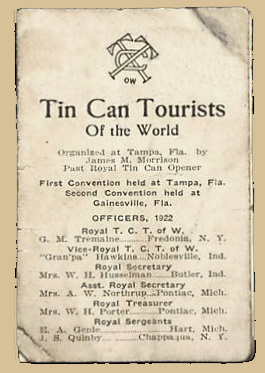 OW
Tin Can Tourists
Of the World
Organized at Tampa, Fla. by
James M. Morrison
Past Royal Tin Can Opener
First Convention held at Tampa, Fla.
Second Convention held at
Gainesville, Fla.
OFFICERS, 1922
Royal T. C. T. of W.
G. M. Tremaine........Fredonia, N. Y.
Vice-Royal T. C. T. of W.
"Gran'pa" Hawkins...Noblesville, Ind.
Royal Secretary
Mrs. W. H. Husselman......Butler, Ind.
Asst. Royal Secretary
Mrs. A. W. Northrup...Pontiac, Mich.
Royal Treasurer
Mrs. W. H. Porter..........Pontiac, Mich.
Royal Sergeants
E. A. Genie......................Hart, Mich.
J. S. Quinby..............Chappaqua, N. Y.